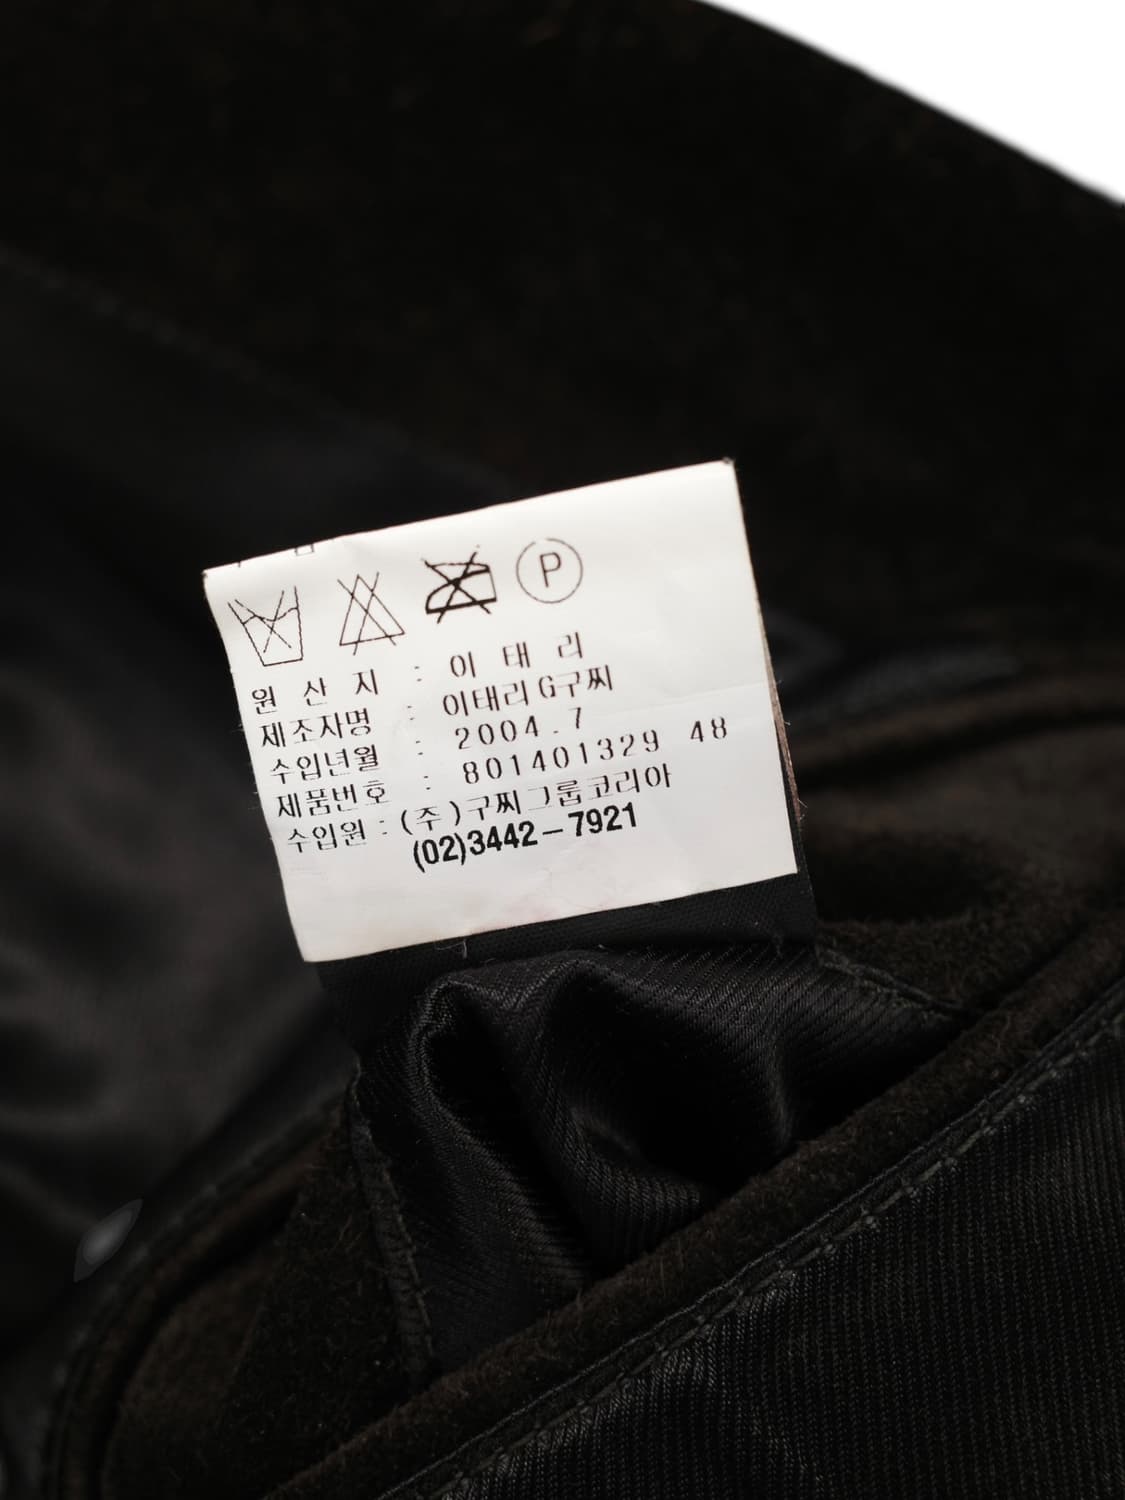 P
원 산 지 : 이 태 리
제조자명 : 이태리 G구찌
수입년월 : 2004.7
제품번호 : 801401329 48
수입원 : (주)구찌그룹코리아
(02)3442-7921